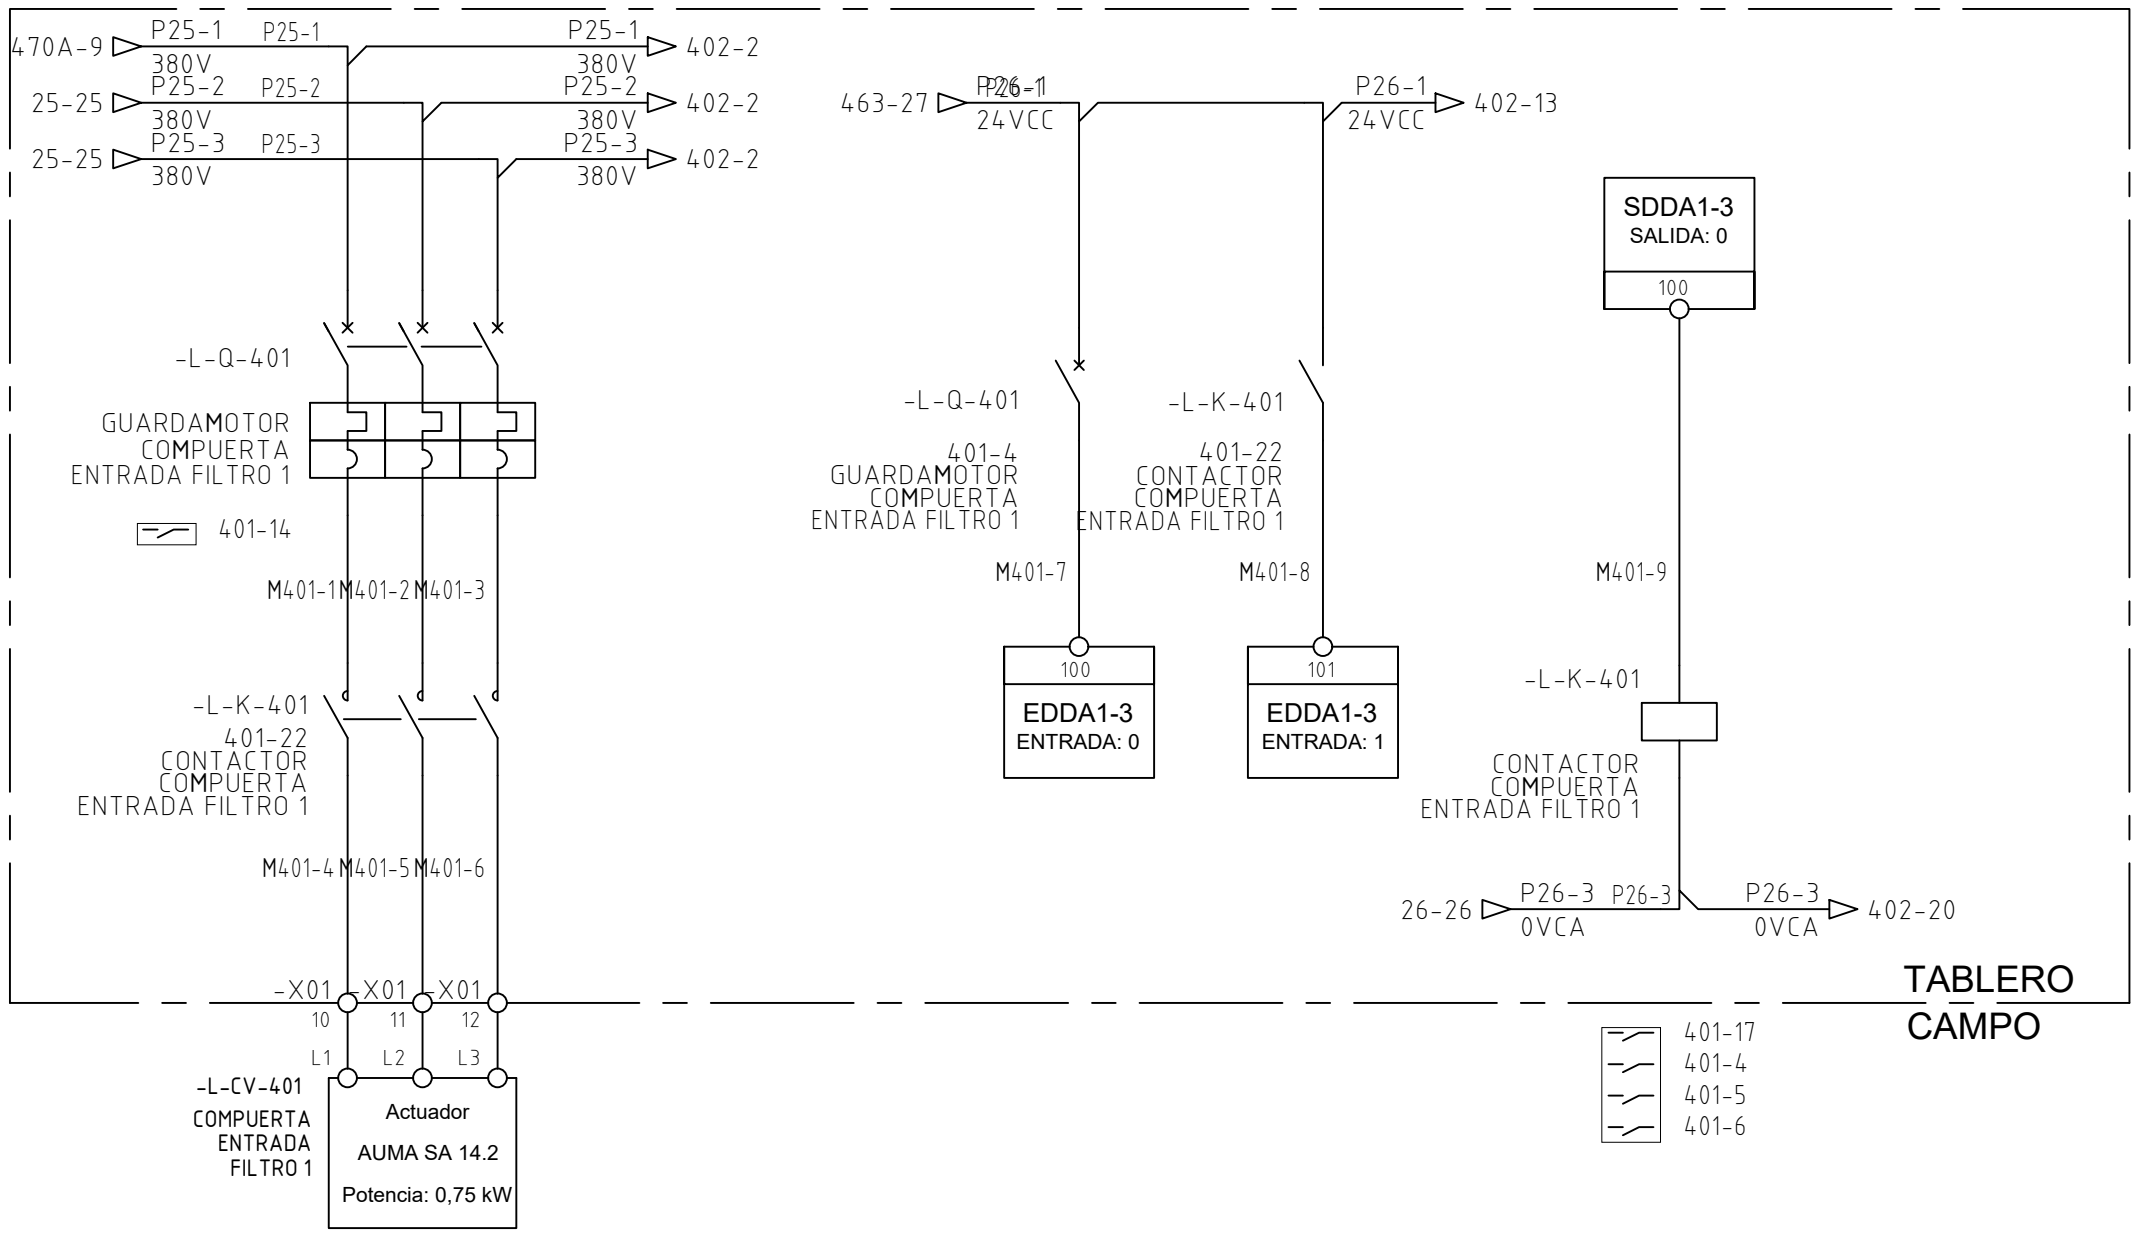 470A-9
P25-1
P25-1
380V
P25-1
380V
402-2
25-25
P25-2
P25-2
380V
P25-2
380V
402-2
25-25
P25-3
P25-3
380V
P25-3
380V
402-2
-L-Q-401
GUARDAMOTOR
COMPUERTA
ENTRADA FILTRO 1
401-14
M401-1
M401-2
M401-3
-L-K-401
401-22
CONTACTOR
COMPUERTA
ENTRADA FILTRO 1
M401-4
M401-5
M401-6
-X01
-X01
-X01
10
11
12
L1
L2
L3
-L-CV-401
COMPUERTA
ENTRADA
FILTRO 1
Actuador
AUMA SA 14.2
Potencia: 0,75 kW
463-27
P26-1
P26-1
24VCC
P26-1
24VCC
402-13
-L-Q-401
401-4
GUARDAMOTOR
COMPUERTA
ENTRADA FILTRO 1
M401-7
100
EDDA1-3
ENTRADA: 0
-L-K-401
401-22
CONTACTOR
COMPUERTA
ENTRADA FILTRO 1
M401-8
101
EDDA1-3
ENTRADA: 1
SDDA1-3
SALIDA: 0
100
M401-9
-L-K-401
CONTACTOR
COMPUERTA
ENTRADA FILTRO 1
26-26
P26-3
P26-3
0VCA
P26-3
0VCA
402-20
TABLERO
CAMPO
401-17
401-4
401-5
401-6